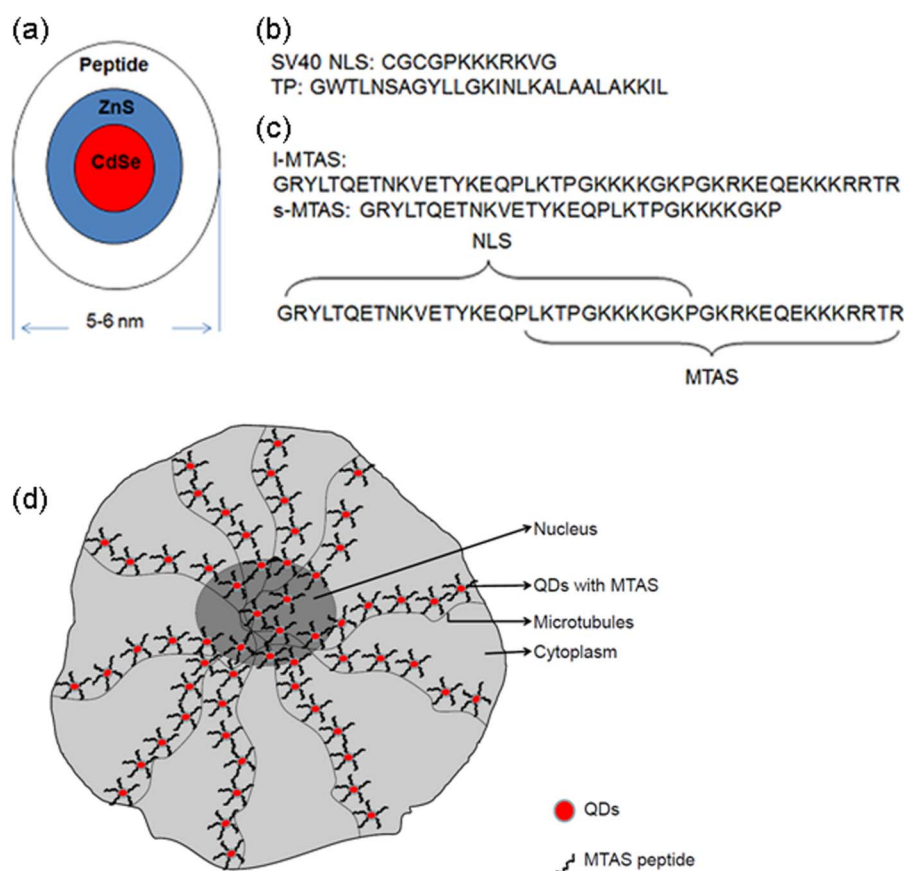 (a)
Peptide
ZnS
CdSe
5-6 nm
(b)
SV40 NLS: CGCGPKKKRKVG
TP: GWTLNSAGYLLGKINLKALAALAKKIL
(c)
l-MTAS:
GRYLTQETNKVETYKEQPLKTPGKKKKGKPGKRKEQEKKKRRTR
s-MTAS: GRYLTQETNKVETYKEQPLKTPGKKKKGKP
NLS
GRYLTQETNKVETYKEQPLKTPGKKKKGKPGKRKEQEKKKRRTR
MTAS
(d)
Nucleus
QDs with MTAS
Microtubules
Cytoplasm
QDs
MTAS peptide